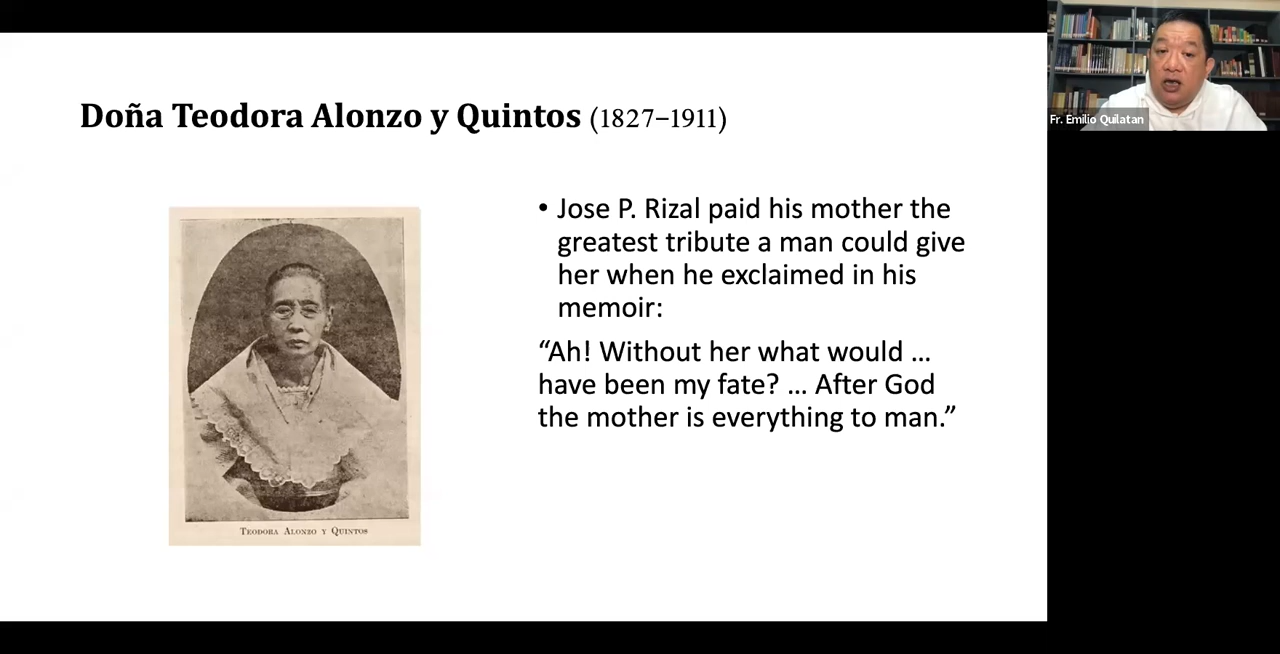 Doña Teodora Alonzo y Quintos (1827–1911)
Fr. Emilio Quilatan
• Jose P. Rizal paid his mother the
greatest tribute a man could give
her when he exclaimed in his
memoir:
“Ah! Without her what would ...
have been my fate? ... After God
the mother is everything to man.”
Teodora Alonzo y Quintos